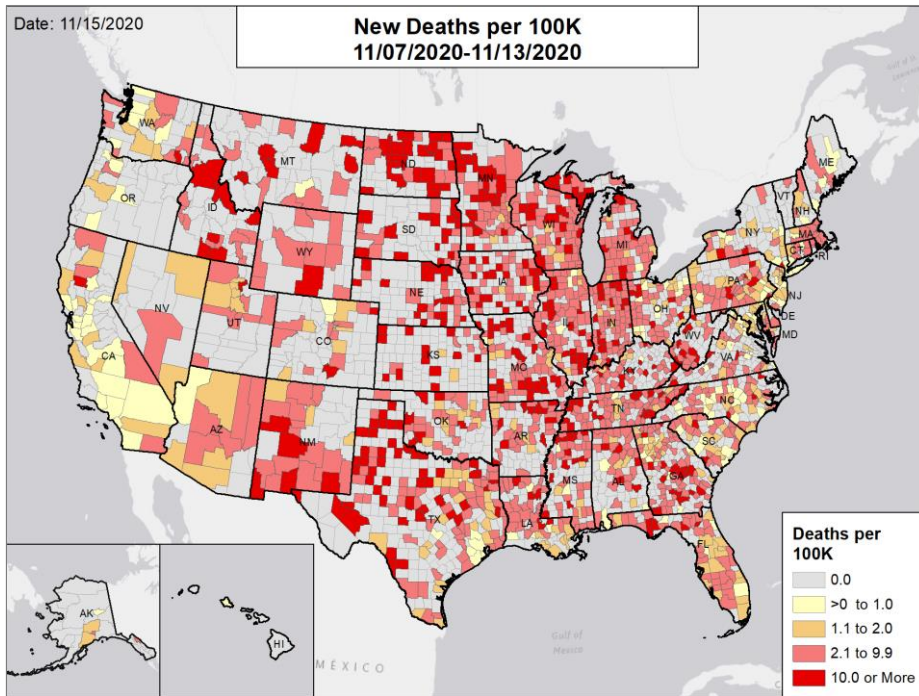 Date: 11/15/2020
New Deaths per 100K
11/07/2020-11/13/2020
WA
MT
ND
MN
ME
OR
ID
SD
WI
MI
VT
NH
NY
MA
CT
RI
WY
IA
NE
PA
NJ
NV
UT
CO
IL
IN
OH
DE
MD
WV
VA
CA
KS
MO
KY
NC
TN
AZ
NM
OK
AR
SC
MS
AL
GA
TX
LA
FL
AK
HI
MÉXICO
Gulf of
Mexico
Deaths per
100K
0.0
>0 to 1.0
1.1 to 2.0
2.1 to 9.9
10.0 or More